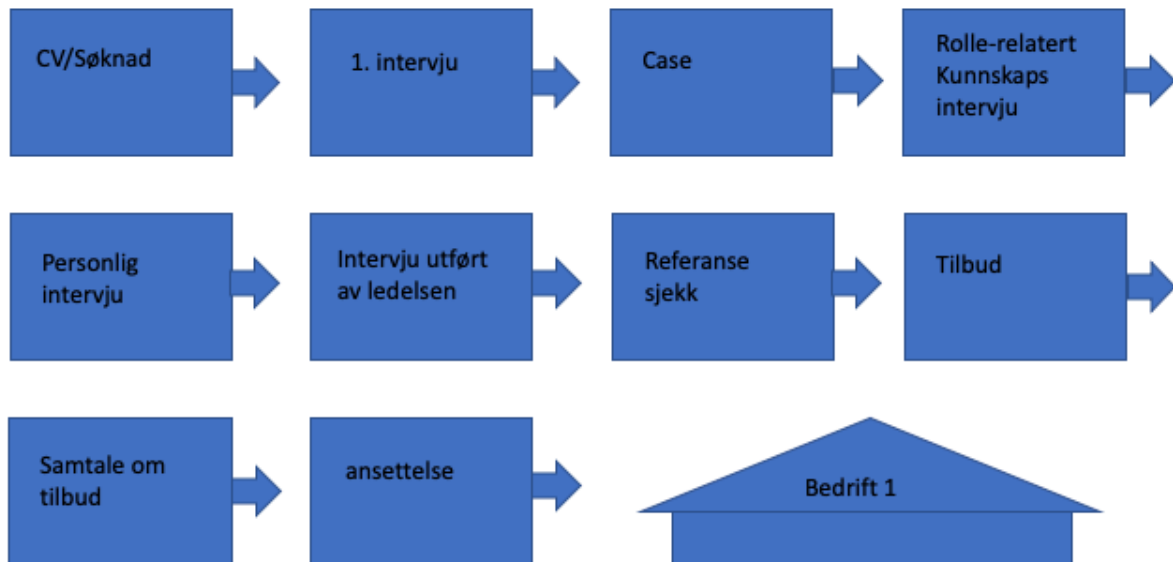 CV/Søknad
1. intervju
Case
Rolle-relatert
Kunnskaps
intervju
Personlig
intervju
Intervju utført
av ledelsen
Referanse
sjekk
Tilbud
Samtale om
tilbud
ansettelse
Bedrift 1